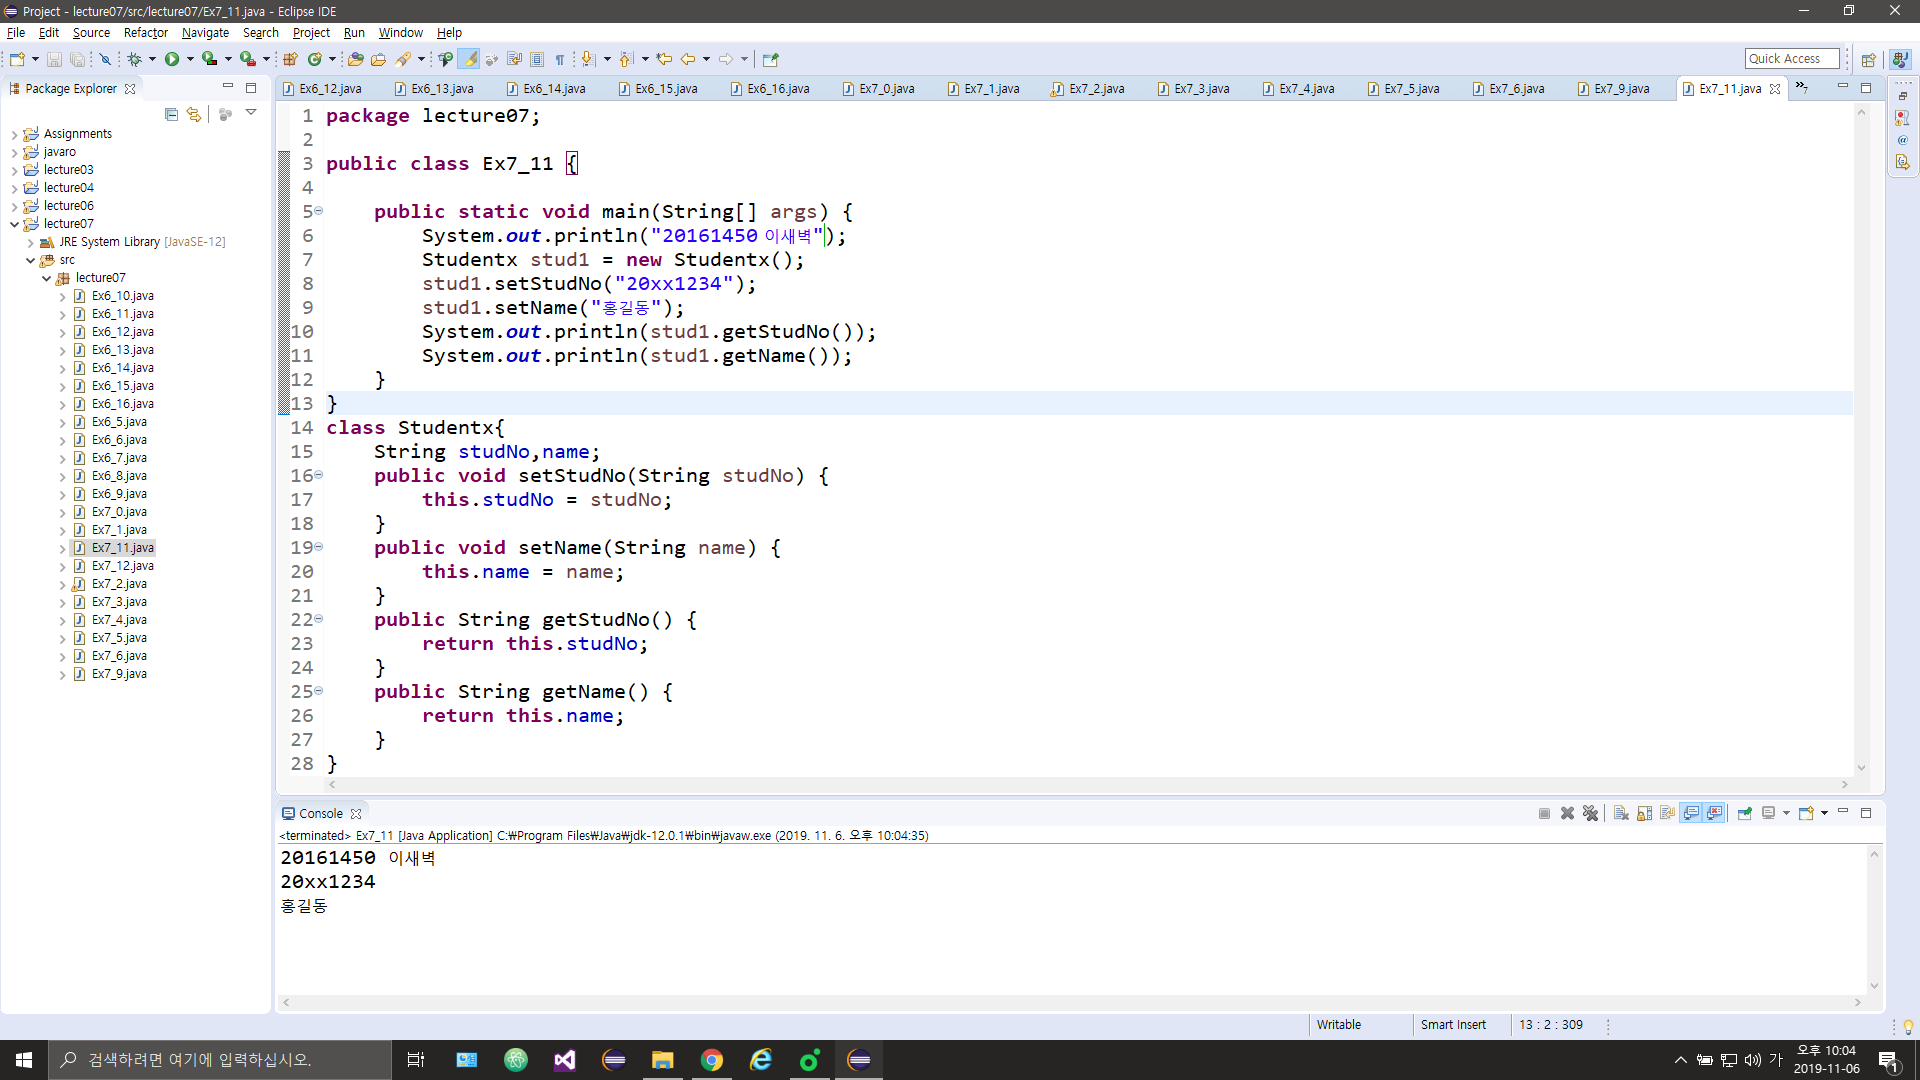 Project - lecture07/src/lecture07/Ex7_11.java - Eclipse IDE
File Edit Source Refactor Navigate Search Project Run Window Help
Quick Access
Package Explorer
Ex6_12.java Ex6_13.java Ex6_14.java Ex6_15.java Ex6_16.java Ex7_0.java Ex7_1.java Ex7_2.java Ex7_3.java Ex7_4.java Ex7_5.java Ex7_6.java Ex7_9.java Ex7_11.java »7
Assignments
javaro
lecture03
lecture04
lecture06
lecture07
JRE System Library [JavaSE-12]
src
lecture07
Ex6_10.java
Ex6_11.java
Ex6_12.java
Ex6_13.java
Ex6_14.java
Ex6_15.java
Ex6_16.java
Ex6_5.java
Ex6_6.java
Ex6_7.java
Ex6_8.java
Ex6_9.java
Ex7_0.java
Ex7_1.java
Ex7_11.java
Ex7_12.java
Ex7_2.java
Ex7_3.java
Ex7_4.java
Ex7_5.java
Ex7_6.java
Ex7_9.java
1 package lecture07;
2
3 public class Ex7_11 {
4
5 public static void main(String[] args) {
6 System.out.println("20161450 이새벽");
7 Studentx stud1 = new Studentx();
8 stud1.setStudNo("20xx1234");
9 stud1.setName("홍길동");
10 System.out.println(stud1.getStudNo());
11 System.out.println(stud1.getName());
12 }
13 }
14 class Studentx{
15 String studNo,name;
16 public void setStudNo(String studNo) {
17 this.studNo = studNo;
18 }
19 public void setName(String name) {
20 this.name = name;
21 }
22 public String getStudNo() {
23 return this.studNo;
24 }
25 public String getName() {
26 return this.name;
27 }
28 }
Console
<terminated> Ex7_11 [Java Application] C:₩Program Files₩Java₩jdk-12.0.1₩bin₩javaw.exe (2019. 11. 6. 오후 10:04:35)
20161450 이새벽
20xx1234
홍길동
Writable Smart Insert 13 : 2 : 309
검색하려면 여기에 입력하십시오.
가 오후 10:04
2019-11-06
1